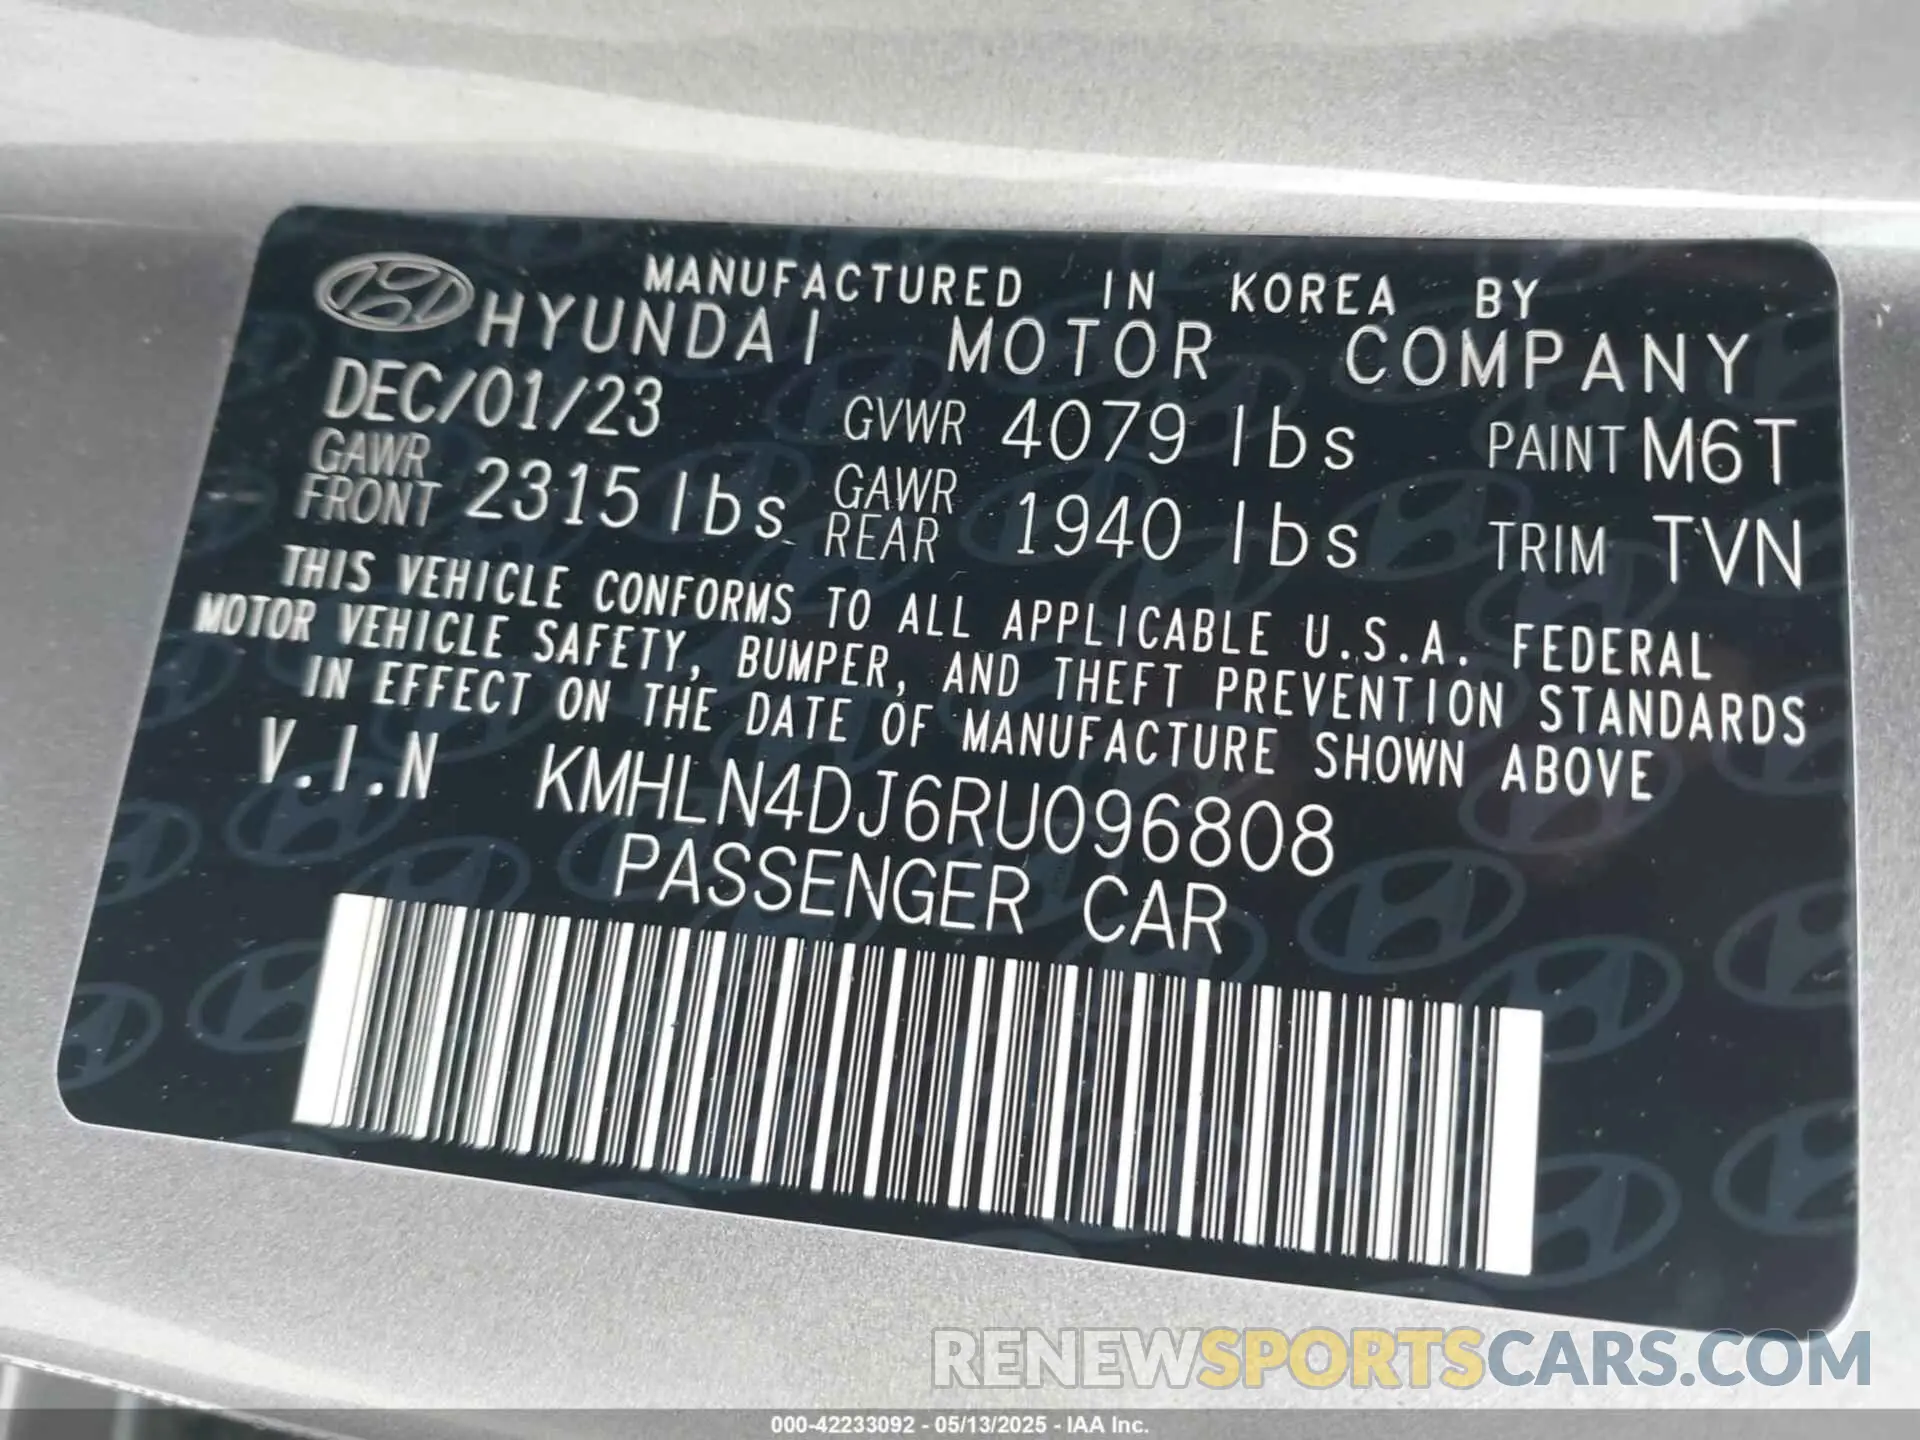 MANUFACTURED IN KOREA BY
HYUNDAI MOTOR COMPANY
DEC/01/23 GVWR 4079 lbs PAINT M6T
GAWR FRONT 2315 lbs GAWR REAR 1940 lbs TRIM TVN
THIS VEHICLE CONFORMS TO ALL APPLICABLE U.S.A. FEDERAL
MOTOR VEHICLE SAFETY, BUMPER, AND THEFT PREVENTION STANDARDS
IN EFFECT ON THE DATE OF MANUFACTURE SHOWN ABOVE
V.I.N KMHLN4DJ6RU096808
PASSENGER CAR
RENEWSPORTSCARS.COM
000-42233092 - 05/13/2025 - IAA Inc.